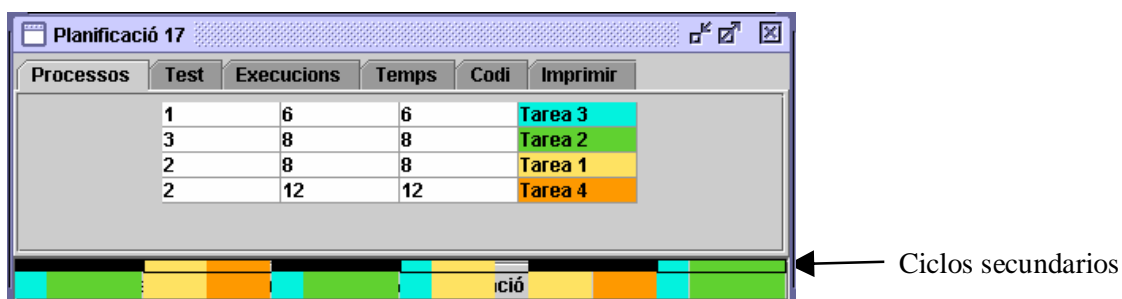 Planificació 17
Processos Test Execucions Temps Codi Imprimir
1 6 6 Tarea 3
3 8 8 Tarea 2
2 8 8 Tarea 1
2 12 12 Tarea 4
Ciclos secundarios
ció